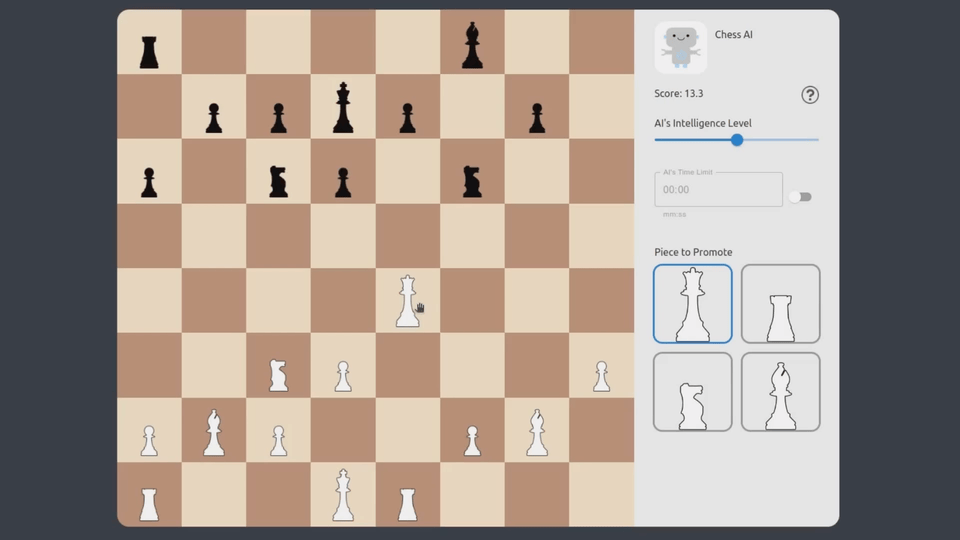 Chess AI
Score: 13.3
?
AI's Intelligence Level
AI's Time Limit
00:00
mm:ss
Piece to Promote